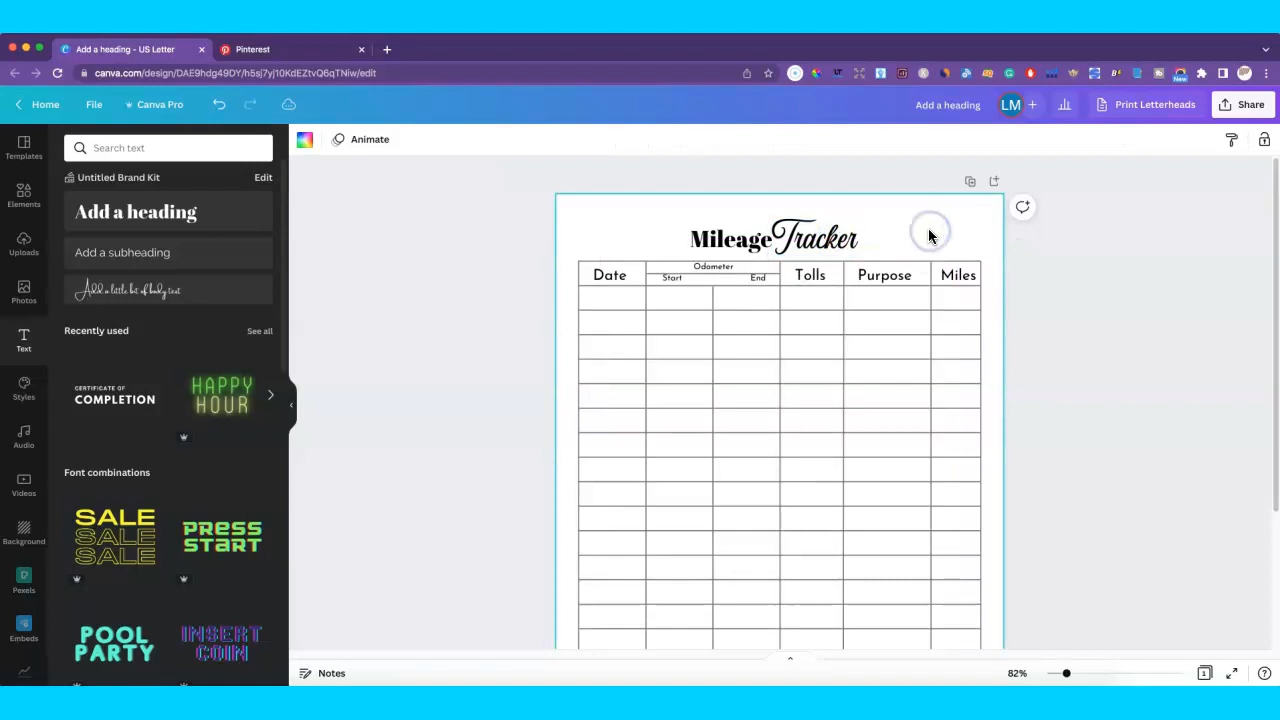 Add a heading - US Letter
Pinterest
canva.com/design/DAE9hdg49DY/h5sj7yj10KdEZtvQ6qTNiw/edit
New
Home
File
Canva Pro
Add a heading
LM
Print Letterheads
Share
Templates
Elements
Uploads
Photos
Text
Styles
Audio
Videos
Background
Pexels
Embeds
Search text
Untitled Brand Kit
Edit
Add a heading
Add a subheading
Add a little bit of body text
Recently used
See all
CERTIFICATE OF
COMPLETION
HAPPY
HOUR
Font combinations
SALE
SALE
SALE
PRESS
START
POOL
PARTY
INSERT
COIN
Animate
Mileage Tracker
Date
Odometer
Start
End
Tolls
Purpose
Miles
Notes
82%
1